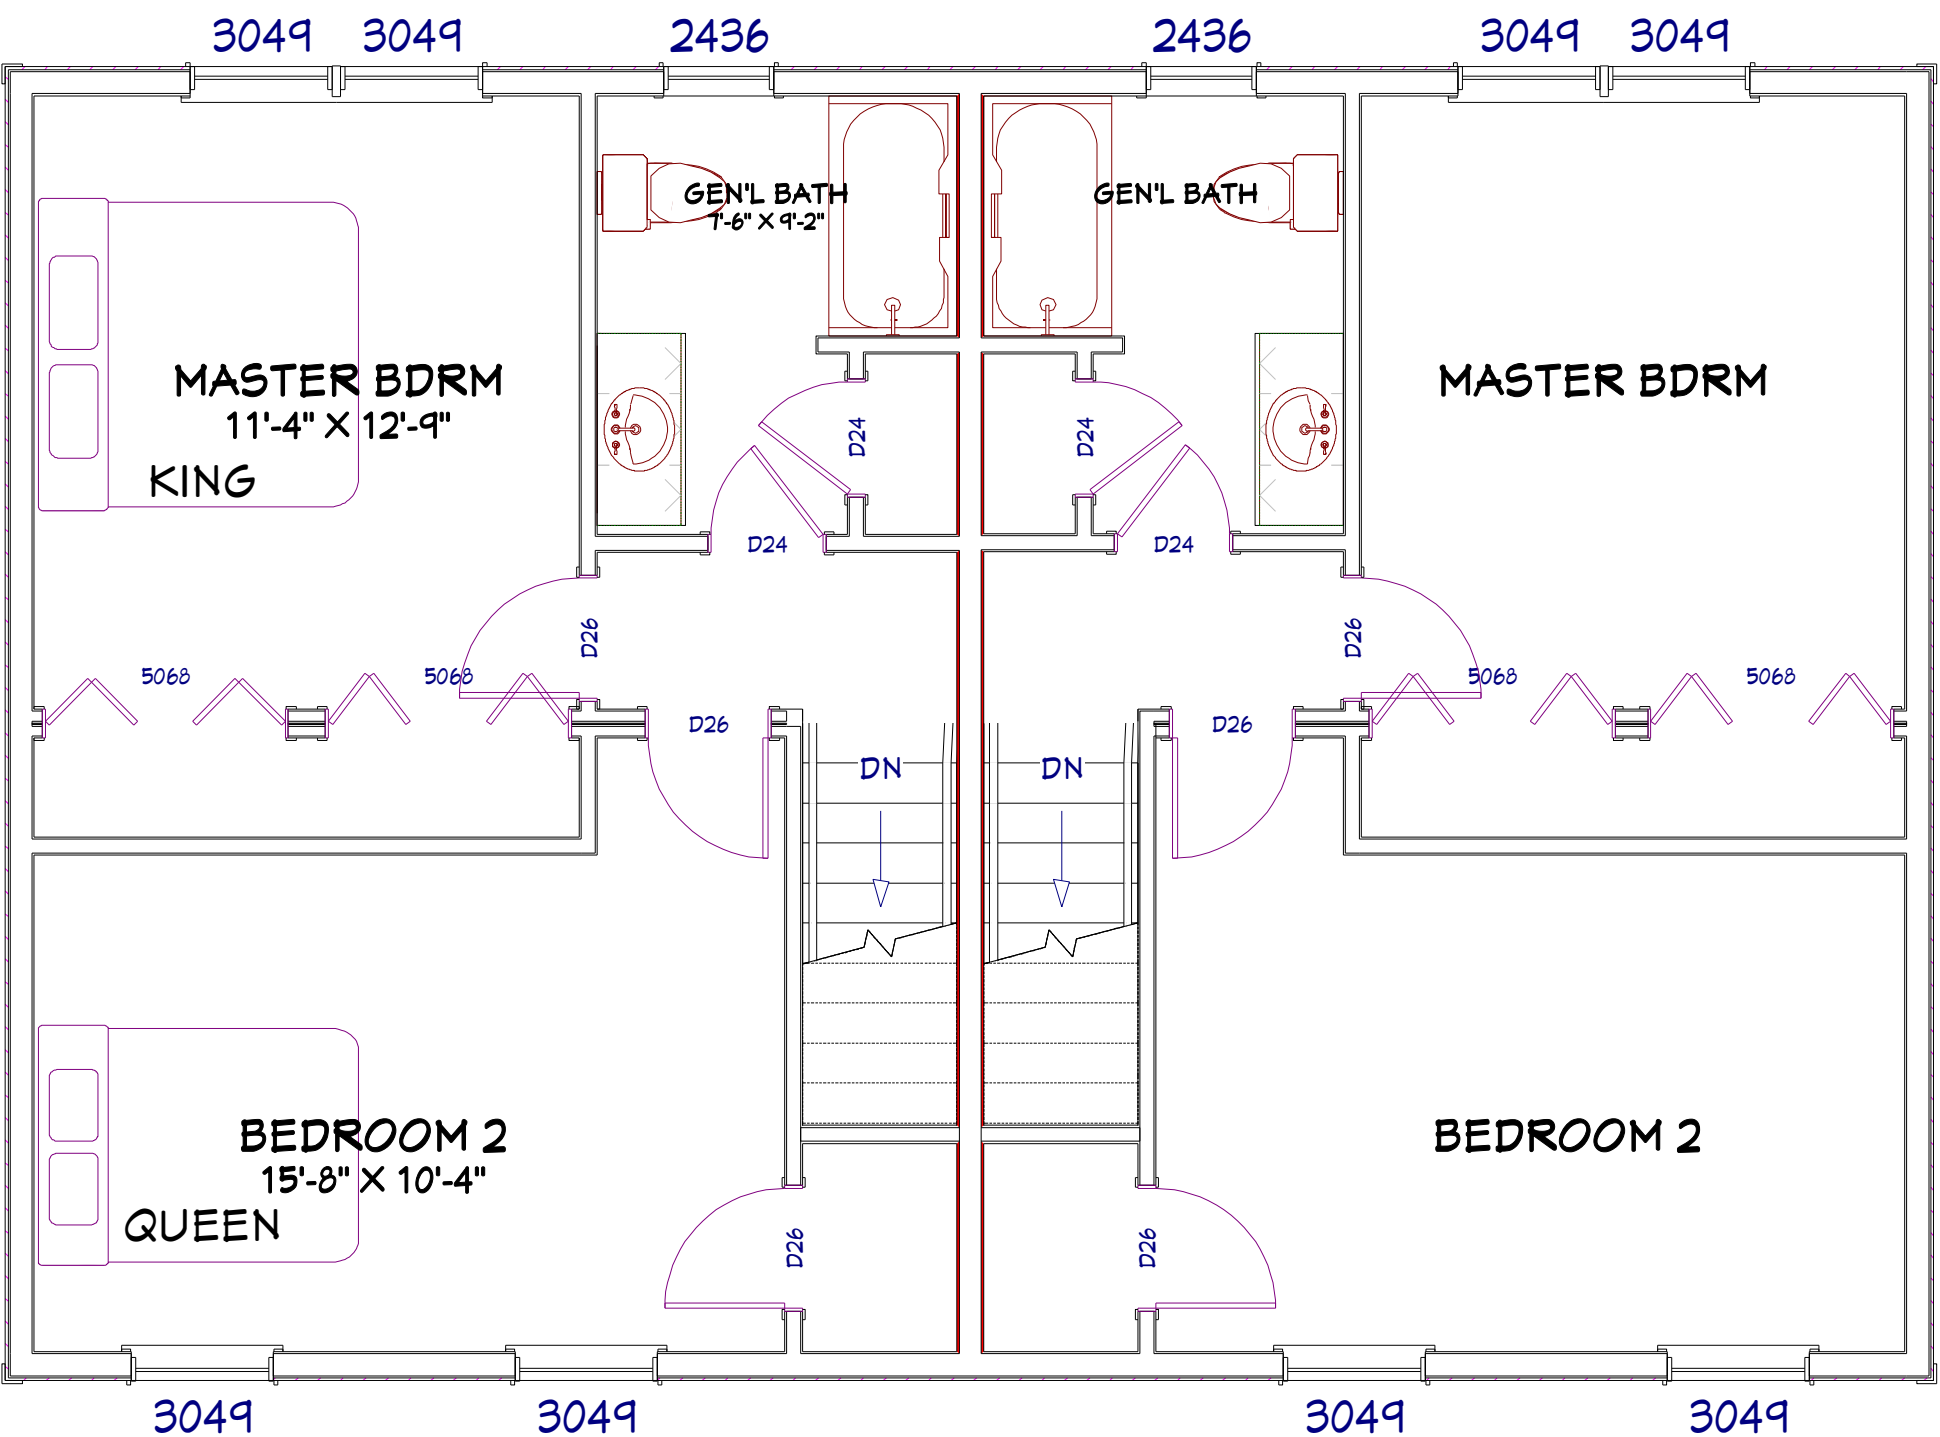 3049 3049 2436 2436 3049 3049
GEN'L BATH
7'-6" X 9'-2"
GEN'L BATH
MASTER BDRM
11'-4" X 12'-9"
KING
MASTER BDRM
D24
D24
D24
D24
D26
D26
5068
5068
5068
5068
D26
D26
DN
DN
BEDROOM 2
15'-8" X 10'-4"
QUEEN
BEDROOM 2
D26
D26
3049 3049 3049 3049